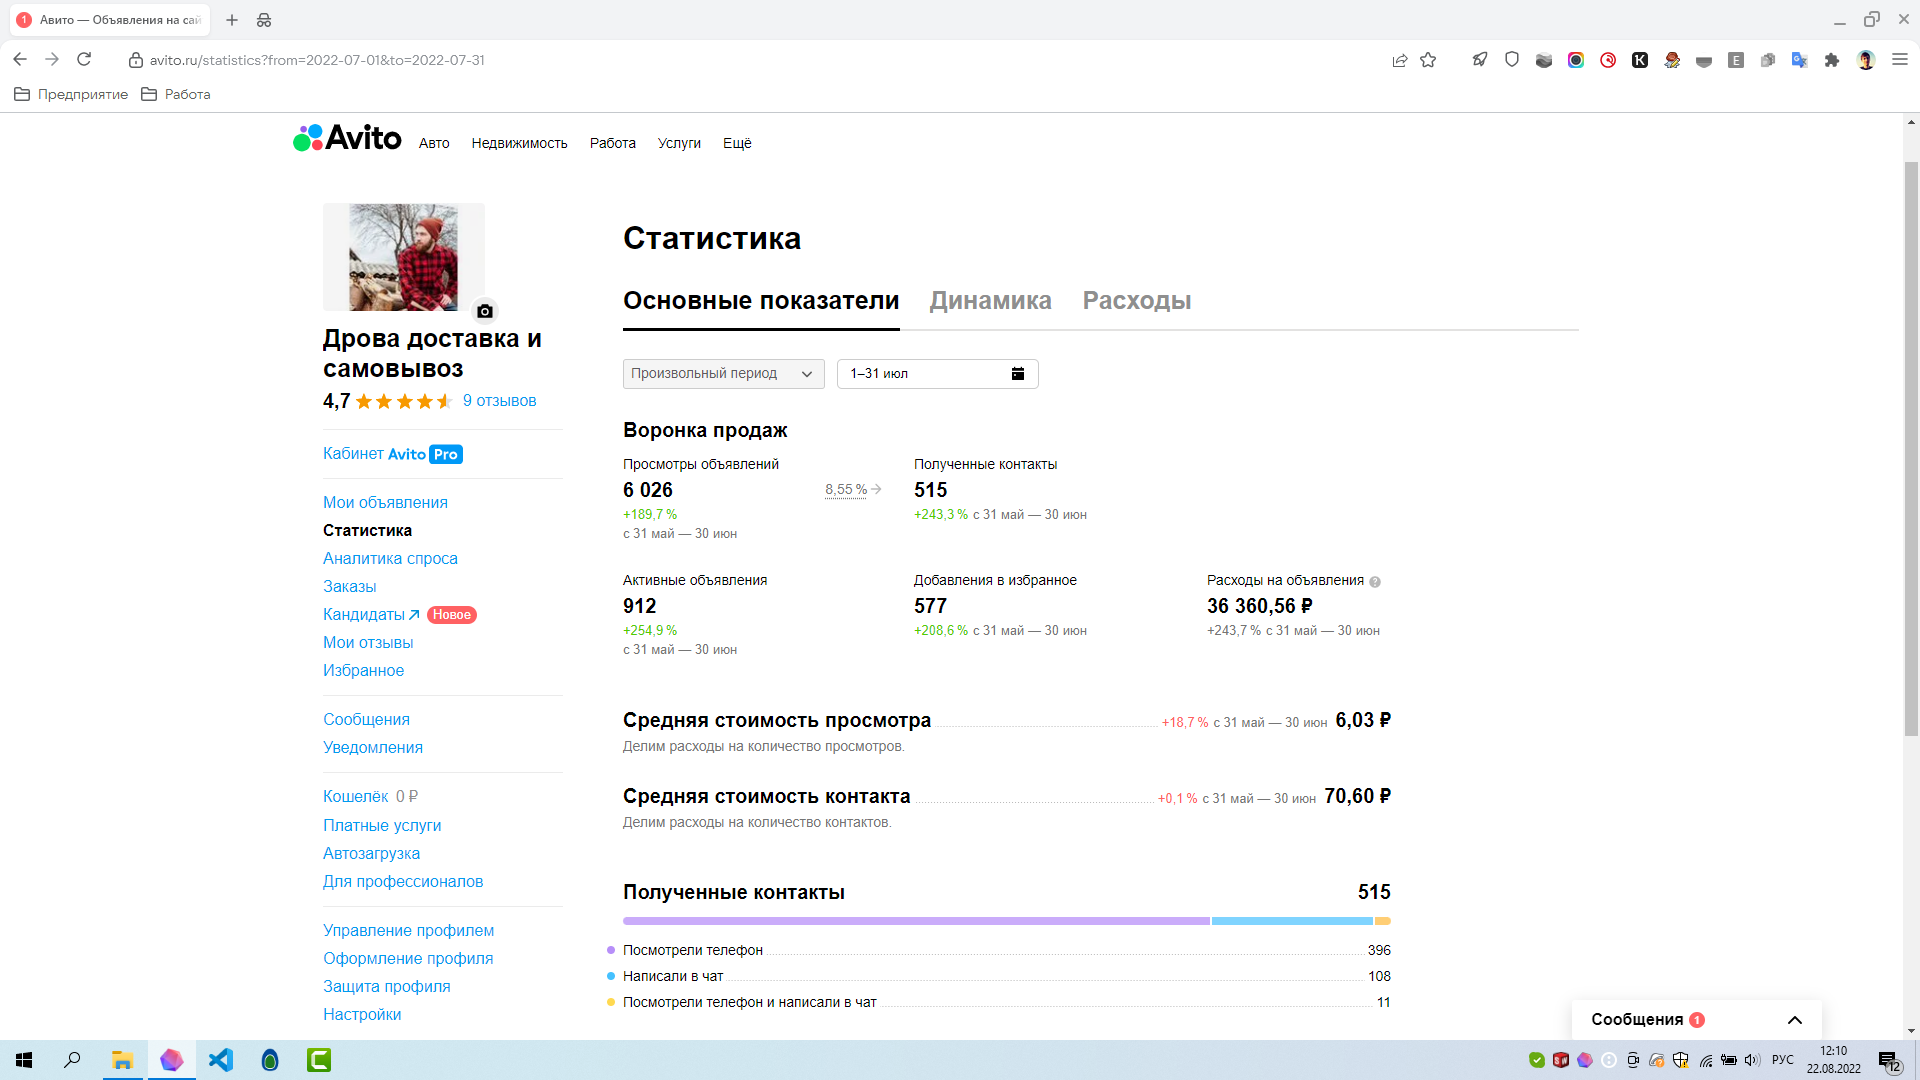 1 Авито — Объявления на сай
avito.ru/statistics?from=2022-07-01&to=2022-07-31
Предприятие Работа
Avito Авто Недвижимость Работа Услуги Ещё
Дрова доставка и
самовывоз
4,7 9 отзывов
Кабинет Avito Pro
Мои объявления
Статистика
Аналитика спроса
Заказы
Кандидаты Новое
Мои отзывы
Избранное
Сообщения
Уведомления
Кошелёк 0 ₽
Платные услуги
Автозагрузка
Для профессионалов
Управление профилем
Оформление профиля
Защита профиля
Настройки
Статистика
Основные показатели Динамика Расходы
Произвольный период 1–31 июл
Воронка продаж
Просмотры объявлений
6 026
+189,7 %
с 31 май — 30 июн
8,55 %
Полученные контакты
515
+243,3 % с 31 май — 30 июн
Активные объявления
912
+254,9 %
с 31 май — 30 июн
Добавления в избранное
577
+208,6 % с 31 май — 30 июн
Расходы на объявления ?
36 360,56 ₽
+243,7 % с 31 май — 30 июн
Средняя стоимость просмотра +18,7 % с 31 май — 30 июн 6,03 ₽
Делим расходы на количество просмотров.
Средняя стоимость контакта +0,1 % с 31 май — 30 июн 70,60 ₽
Делим расходы на количество контактов.
Полученные контакты 515
Посмотрели телефон 396
Написали в чат 108
Посмотрели телефон и написали в чат 11
Сообщения 1
РУС
12:10
22.08.2022
12